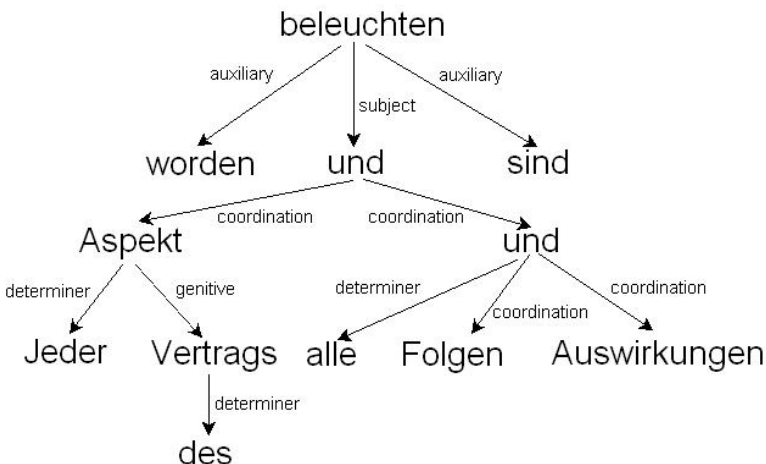 beleuchten
auxiliary subject auxiliary
worden und sind
coordination coordination
Aspekt und
determiner genitive determiner coordination coordination
Jeder Vertrags alle Folgen Auswirkungen
determiner
des